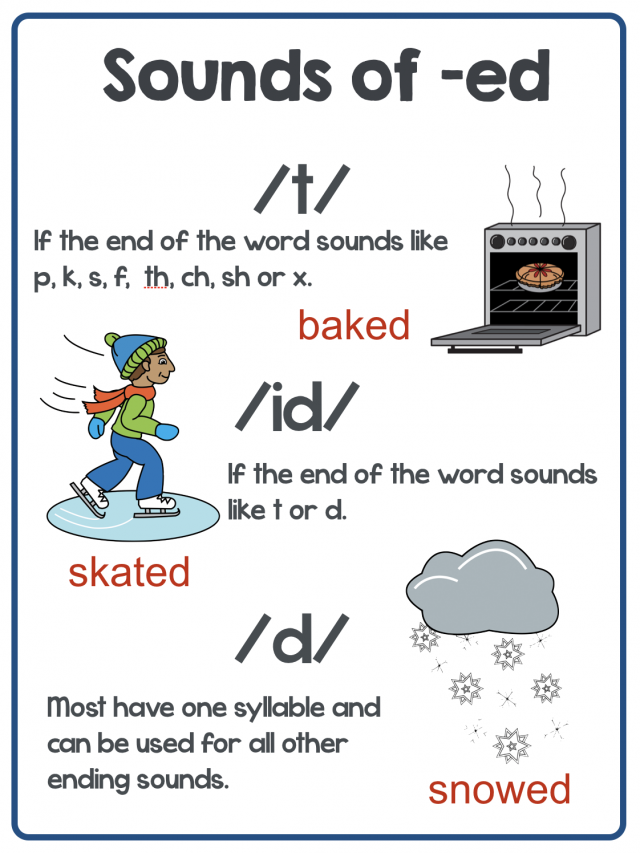 Sounds of -ed
/t/
If the end of the word sounds like
p, k, s, f, th, ch, sh or x.
baked
/id/
If the end of the word sounds
like t or d.
skated
/d/
Most have one syllable and
can be used for all other
ending sounds.
snowed